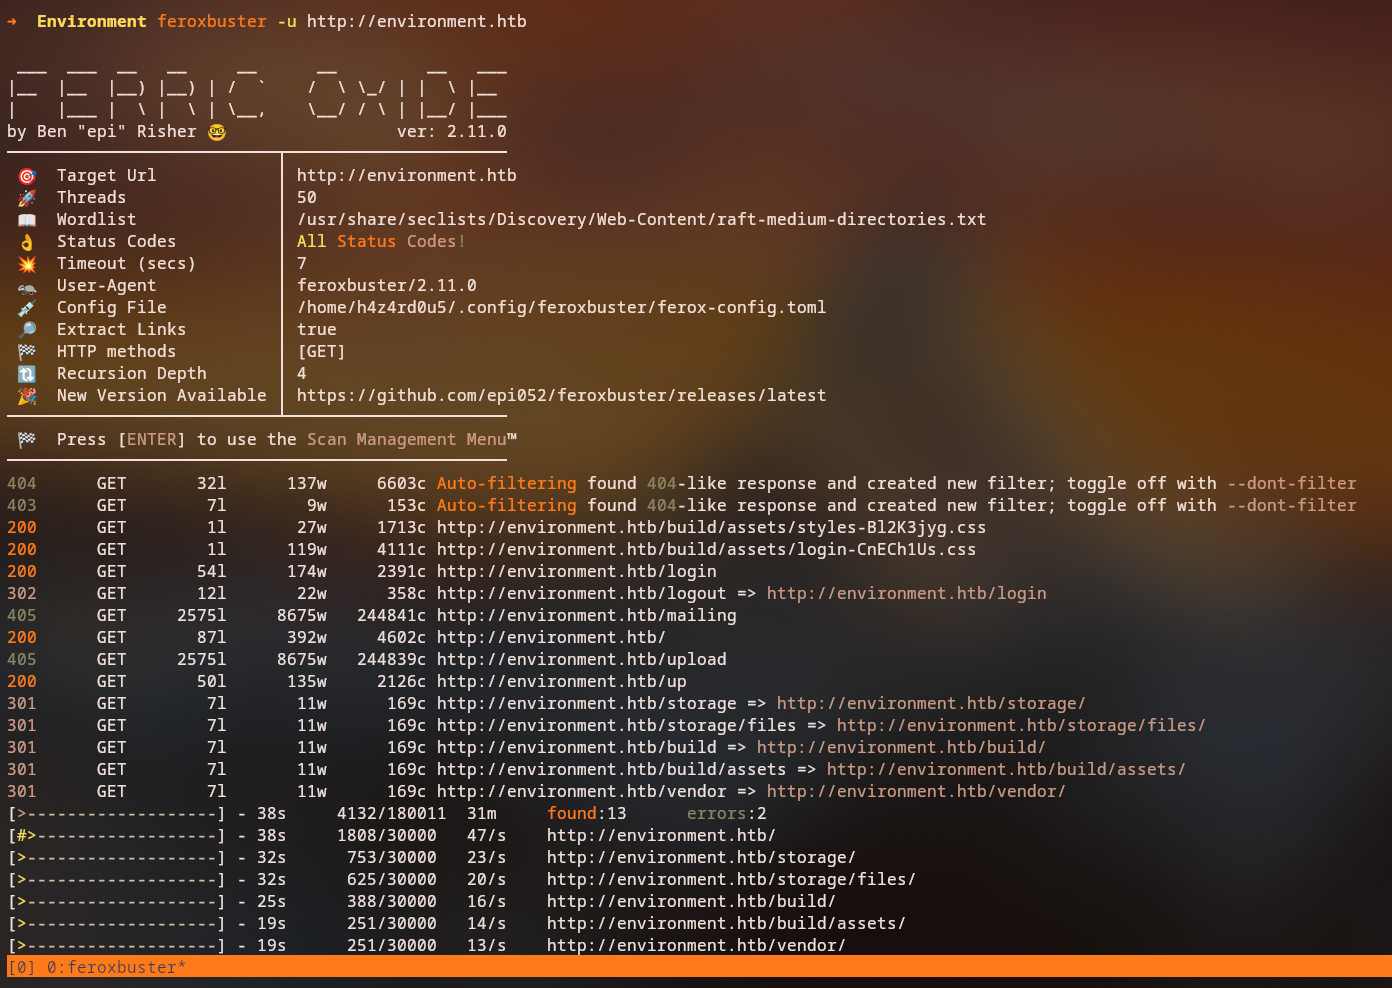 →  Environment feroxbuster -u http://environment.htb
 ___  ___  __   __     __      __         __   ___
|__  |__  |__) |__) | /  `    /  \ \_/ | |  \ |__
|    |___ |  \ |  \ | \__,    \__/ / \ | |__/ |___
by Ben "epi" Risher 🤓                 ver: 2.11.0
🎯  Target Url            │ http://environment.htb
🚀  Threads               │ 50
📖  Wordlist              │ /usr/share/seclists/Discovery/Web-Content/raft-medium-directories.txt
👌  Status Codes          │ All Status Codes!
💥  Timeout (secs)        │ 7
🦡  User-Agent            │ feroxbuster/2.11.0
💉  Config File           │ /home/h4z4rd0u5/.config/feroxbuster/ferox-config.toml
🔎  Extract Links         │ true
🏁  HTTP methods          │ [GET]
🔃  Recursion Depth       │ 4
🎉  New Version Available │ https://github.com/epi052/feroxbuster/releases/latest
🏁  Press [ENTER] to use the Scan Management Menu™
404      GET       32l      137w     6603c Auto-filtering found 404-like response and created new filter; toggle off with --dont-filter
403      GET        7l        9w      153c Auto-filtering found 404-like response and created new filter; toggle off with --dont-filter
200      GET        1l       27w     1713c http://environment.htb/build/assets/styles-Bl2K3jyg.css
200      GET        1l      119w     4111c http://environment.htb/build/assets/login-CnECh1Us.css
200      GET       54l      174w     2391c http://environment.htb/login
302      GET       12l       22w      358c http://environment.htb/logout => http://environment.htb/login
405      GET     2575l     8675w   244841c http://environment.htb/mailing
200      GET       87l      392w     4602c http://environment.htb/
405      GET     2575l     8675w   244839c http://environment.htb/upload
200      GET       50l      135w     2126c http://environment.htb/up
301      GET        7l       11w      169c http://environment.htb/storage => http://environment.htb/storage/
301      GET        7l       11w      169c http://environment.htb/storage/files => http://environment.htb/storage/files/
301      GET        7l       11w      169c http://environment.htb/build => http://environment.htb/build/
301      GET        7l       11w      169c http://environment.htb/build/assets => http://environment.htb/build/assets/
301      GET        7l       11w      169c http://environment.htb/vendor => http://environment.htb/vendor/
[>-------------------] - 38s     4132/180011  31m     found:13      errors:2
[#>------------------] - 38s     1808/30000   47/s    http://environment.htb/
[>-------------------] - 32s      753/30000   23/s    http://environment.htb/storage/
[>-------------------] - 32s      625/30000   20/s    http://environment.htb/storage/files/
[>-------------------] - 25s      388/30000   16/s    http://environment.htb/build/
[>-------------------] - 19s      251/30000   14/s    http://environment.htb/build/assets/
[>-------------------] - 19s      251/30000   13/s    http://environment.htb/vendor/
[0] 0:feroxbuster*